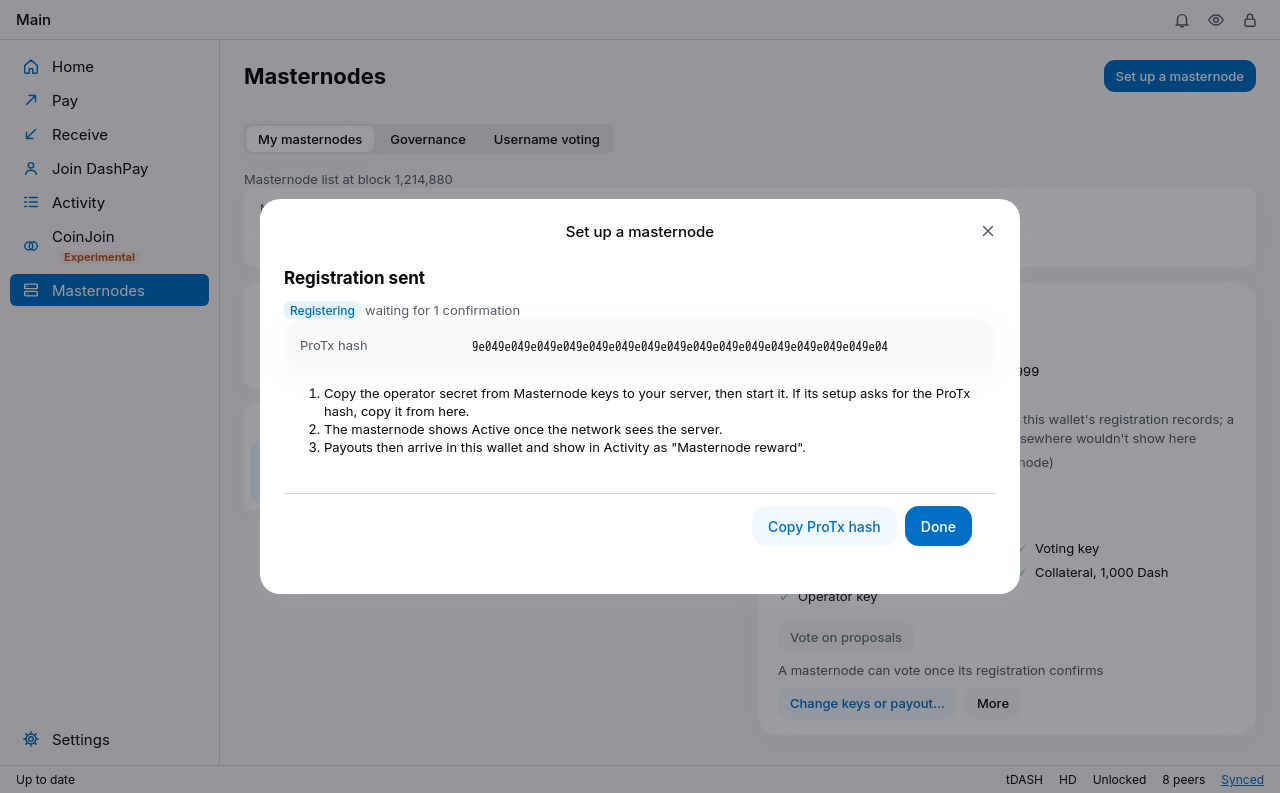 Main
Home
Pay
Receive
Join DashPay
Activity
CoinJoin
Experimental
Masternodes
Settings
Masternodes
Set up a masternode
My masternodes
Governance
Username voting
Masternode list at block 1,214,880
Set up a masternode
Registration sent
Registering waiting for 1 confirmation
ProTx hash 9e049e049e049e049e049e049e049e049e049e049e049e049e049e049e049e04
1. Copy the operator secret from Masternode keys to your server, then start it. If its setup asks for the ProTx
hash, copy it from here.
2. The masternode shows Active once the network sees the server.
3. Payouts then arrive in this wallet and show in Activity as "Masternode reward".
Copy ProTx hash
Done
this wallet's registration records; a
wouldn't show here
Voting key
Collateral, 1,000 Dash
Operator key
Vote on proposals
A masternode can vote once its registration confirms
Change keys or payout...
More
Up to date
tDASH
HD
Unlocked
8 peers
Synced